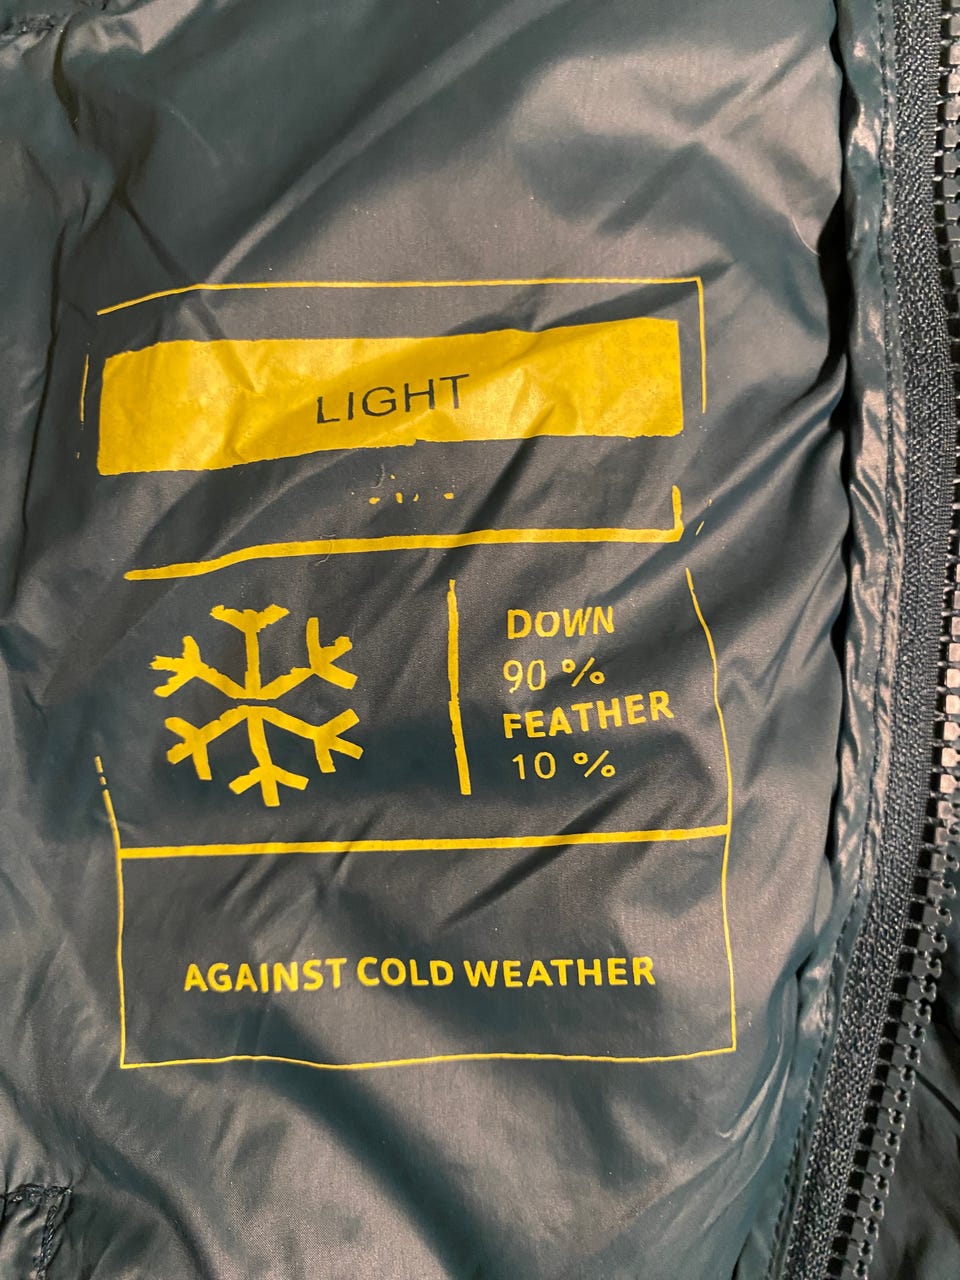 LIGHT
DOWN
90 %
FEATHER
10 %
AGAINST COLD WEATHER